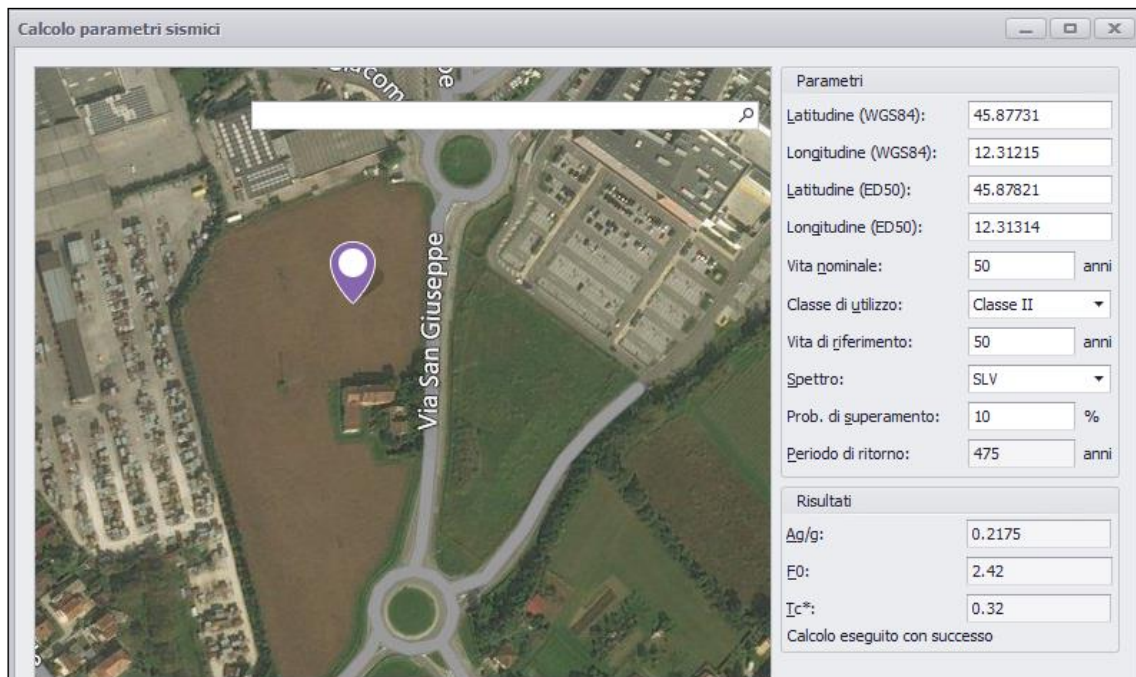 Calcolo parametri sismici
Giacom
Via San Giuseppe
Parametri
Latitudine (WGS84): 45.87731
Longitudine (WGS84): 12.31215
Latitudine (ED50): 45.87821
Longitudine (ED50): 12.31314
Vita nominale: 50 anni
Classe di utilizzo: Classe II
Vita di riferimento: 50 anni
Spettro: SLV
Prob. di superamento: 10 %
Periodo di ritorno: 475 anni
Risultati
Ag/g: 0.2175
F0: 2.42
Tc*: 0.32
Calcolo eseguito con successo